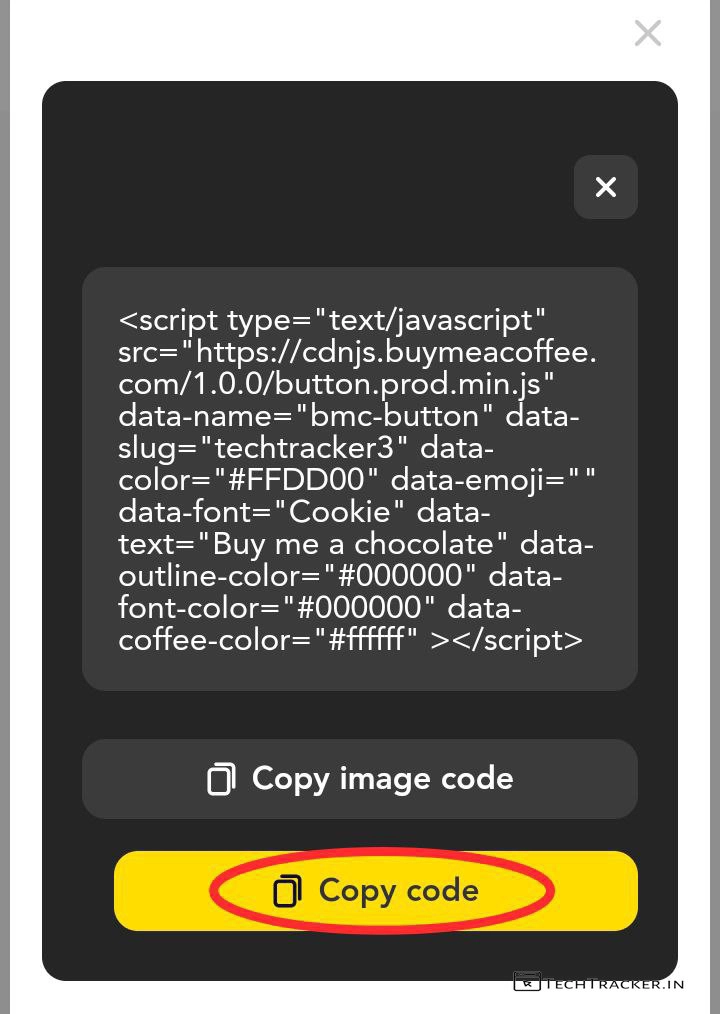 <script type="text/javascript"
src="https://cdnjs.buymeacoffee.
com/1.0.0/button.prod.min.js"
data-name="bmc-button" data-
slug="techtracker3" data-
color="#FFDD00" data-emoji=""
data-font="Cookie" data-
text="Buy me a chocolate" data-
outline-color="#000000" data-
font-color="#000000" data-
coffee-color="#ffffff" ></script>
Copy image code
Copy code
TECHTRACKER.IN